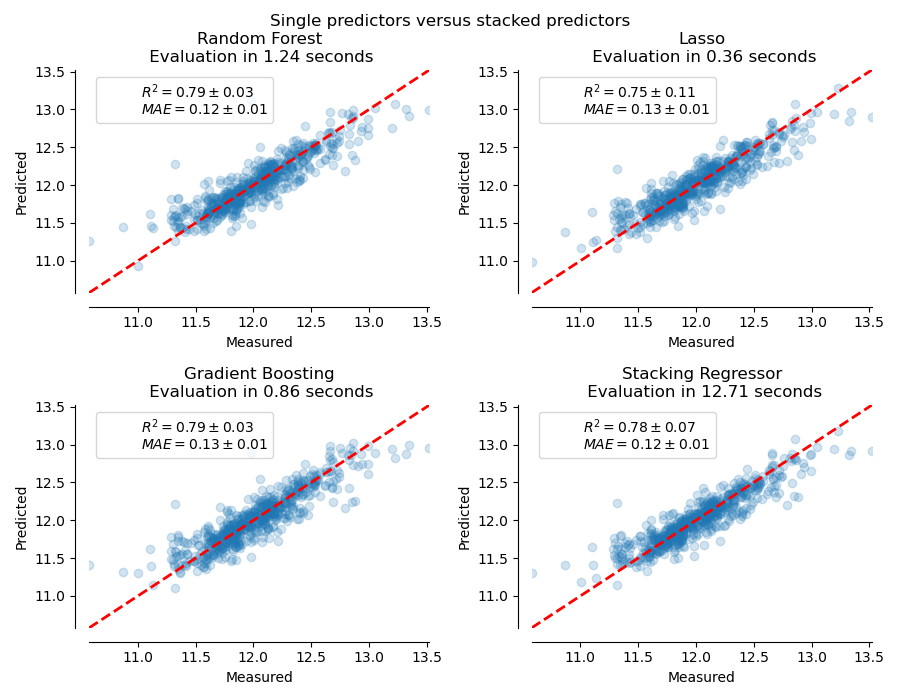 Single predictors versus stacked predictors
Random Forest
Evaluation in 1.24 seconds
R² = 0.79 ± 0.03
MAE = 0.12 ± 0.01
13.5
13.0
12.5
12.0
11.5
11.0
Predicted
11.0 11.5 12.0 12.5 13.0 13.5
Measured
Lasso
Evaluation in 0.36 seconds
R² = 0.75 ± 0.11
MAE = 0.13 ± 0.01
13.5
13.0
12.5
12.0
11.5
11.0
Predicted
11.0 11.5 12.0 12.5 13.0 13.5
Measured
Gradient Boosting
Evaluation in 0.86 seconds
R² = 0.79 ± 0.03
MAE = 0.13 ± 0.01
13.5
13.0
12.5
12.0
11.5
11.0
Predicted
11.0 11.5 12.0 12.5 13.0 13.5
Measured
Stacking Regressor
Evaluation in 12.71 seconds
R² = 0.78 ± 0.07
MAE = 0.12 ± 0.01
13.5
13.0
12.5
12.0
11.5
11.0
Predicted
11.0 11.5 12.0 12.5 13.0 13.5
Measured